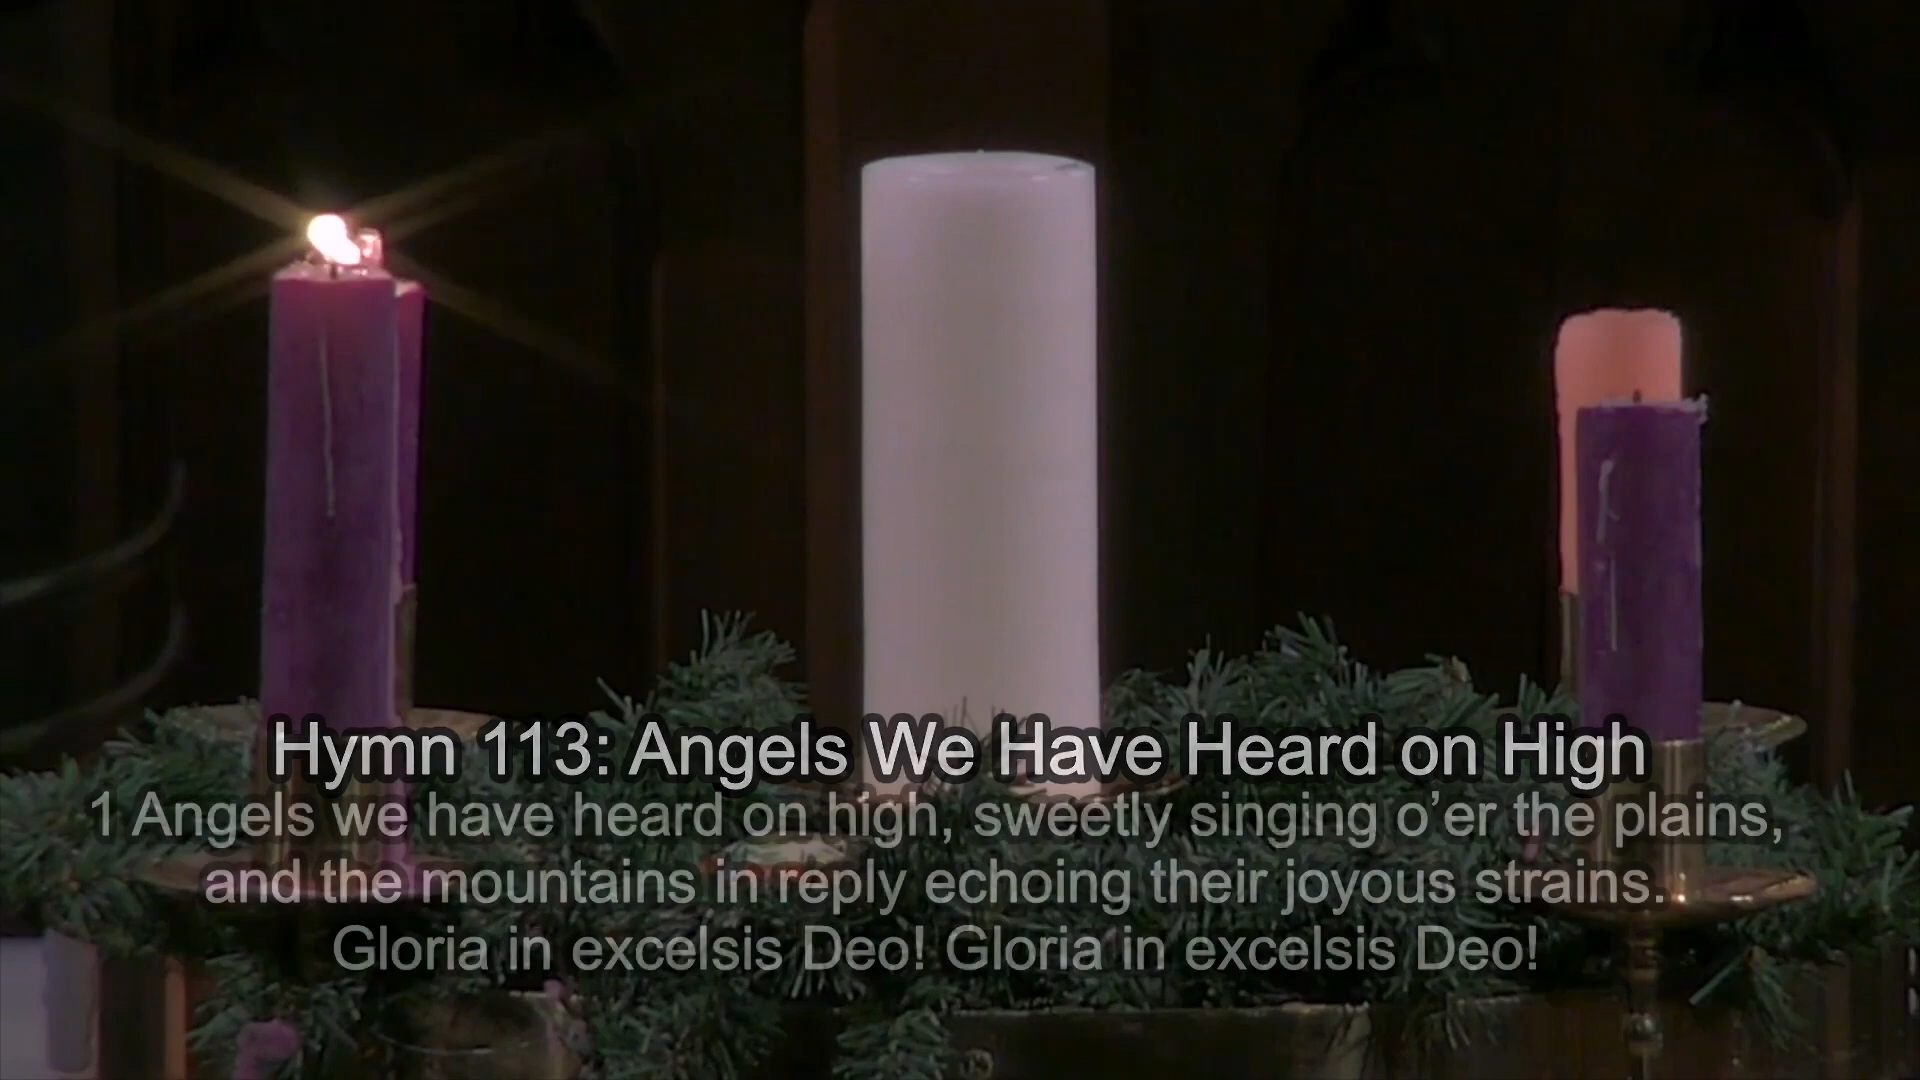 Hymn 113: Angels We Have Heard on High
1 Angels we have heard on high, sweetly singing o’er the plains,
and the mountains in reply echoing their joyous strains.
Gloria in excelsis Deo! Gloria in excelsis Deo!